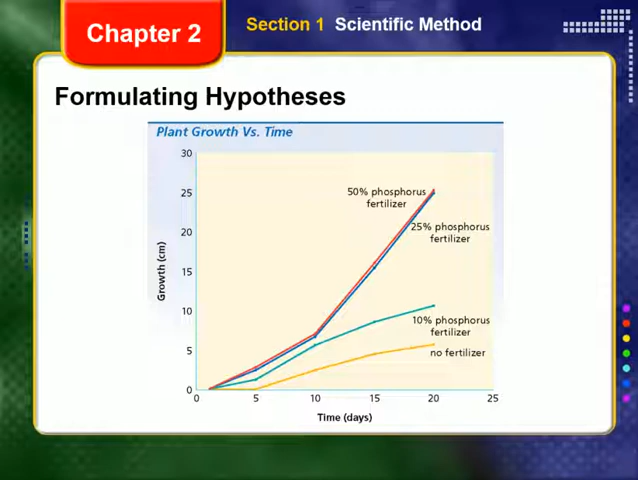 Chapter 2
Section 1 Scientific Method
Formulating Hypotheses
Plant Growth Vs. Time
30
25
20
15
10
5
0
Growth (cm)
50% phosphorus
fertilizer
25% phosphorus
fertilizer
10% phosphorus
fertilizer
no fertilizer
0 5 10 15 20 25
Time (days)